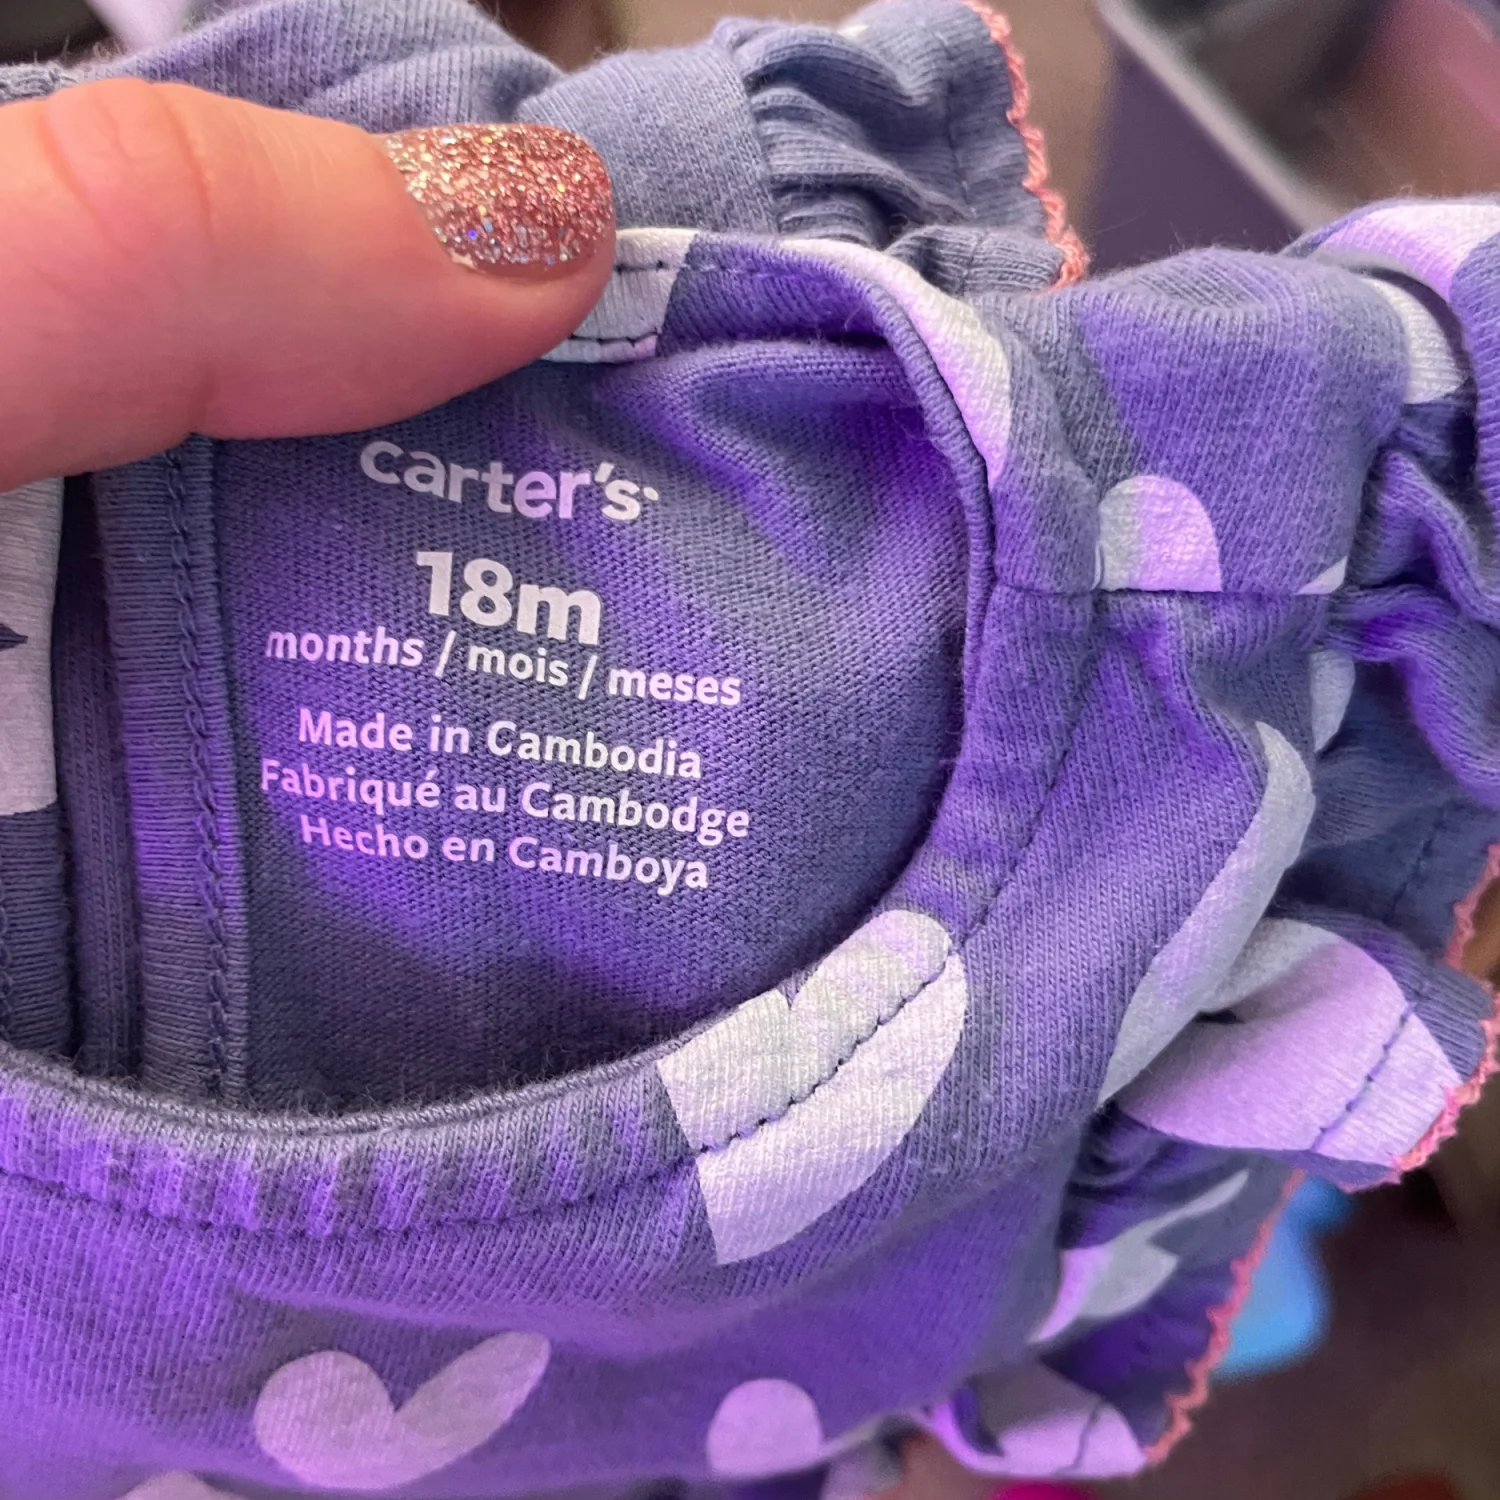 carter's
18m
months / mois / meses
Made in Cambodia
Fabriqué au Cambodge
Hecho en Camboya